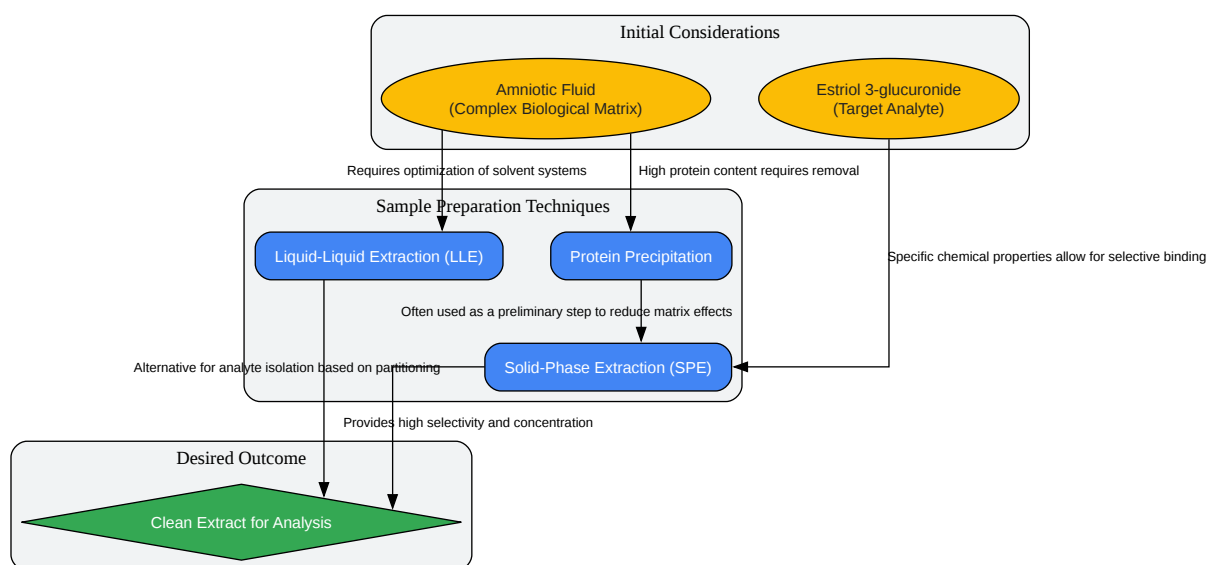 Initial Considerations
Amniotic Fluid
(Complex Biological Matrix)
Estriol 3-glucuronide
(Target Analyte)
Requires optimization of solvent systems
High protein content requires removal
Sample Preparation Techniques
Liquid-Liquid Extraction (LLE)
Protein Precipitation
Specific chemical properties allow for selective binding
Often used as a preliminary step to reduce matrix effects
Alternative for analyte isolation based on partitioning
Solid-Phase Extraction (SPE)
Provides high selectivity and concentration
Desired Outcome
Clean Extract for Analysis